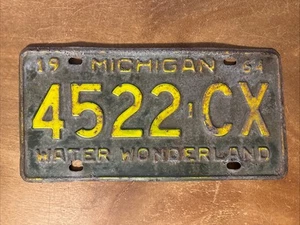 19 MICHIGAN 64
4522-CX
WATER WONDERLAND